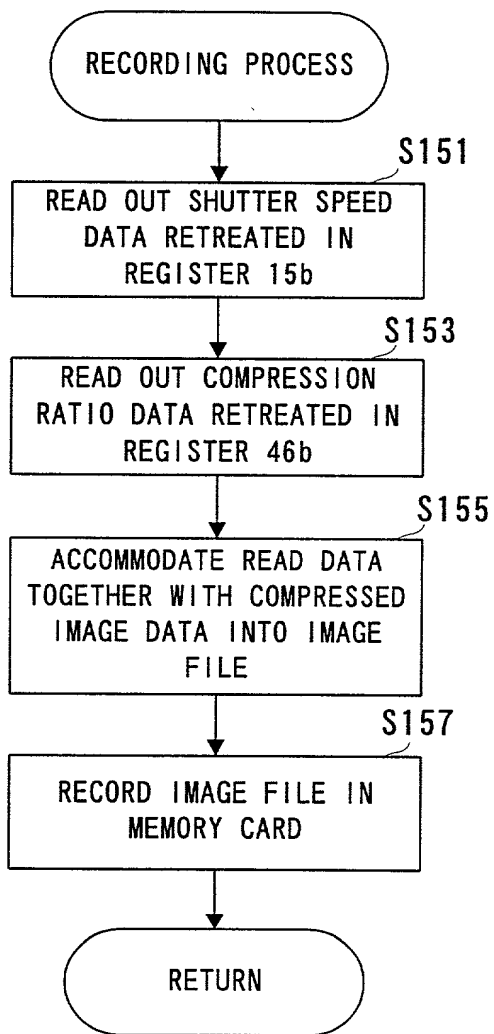 RECORDING PROCESS
S151
READ OUT SHUTTER SPEED
DATA RETREATED IN
REGISTER 15b
S153
READ OUT COMPRESSION
RATIO DATA RETREATED IN
REGISTER 46b
S155
ACCOMMODATE READ DATA
TOGETHER WITH COMPRESSED
IMAGE DATA INTO IMAGE
FILE
S157
RECORD IMAGE FILE IN
MEMORY CARD
RETURN